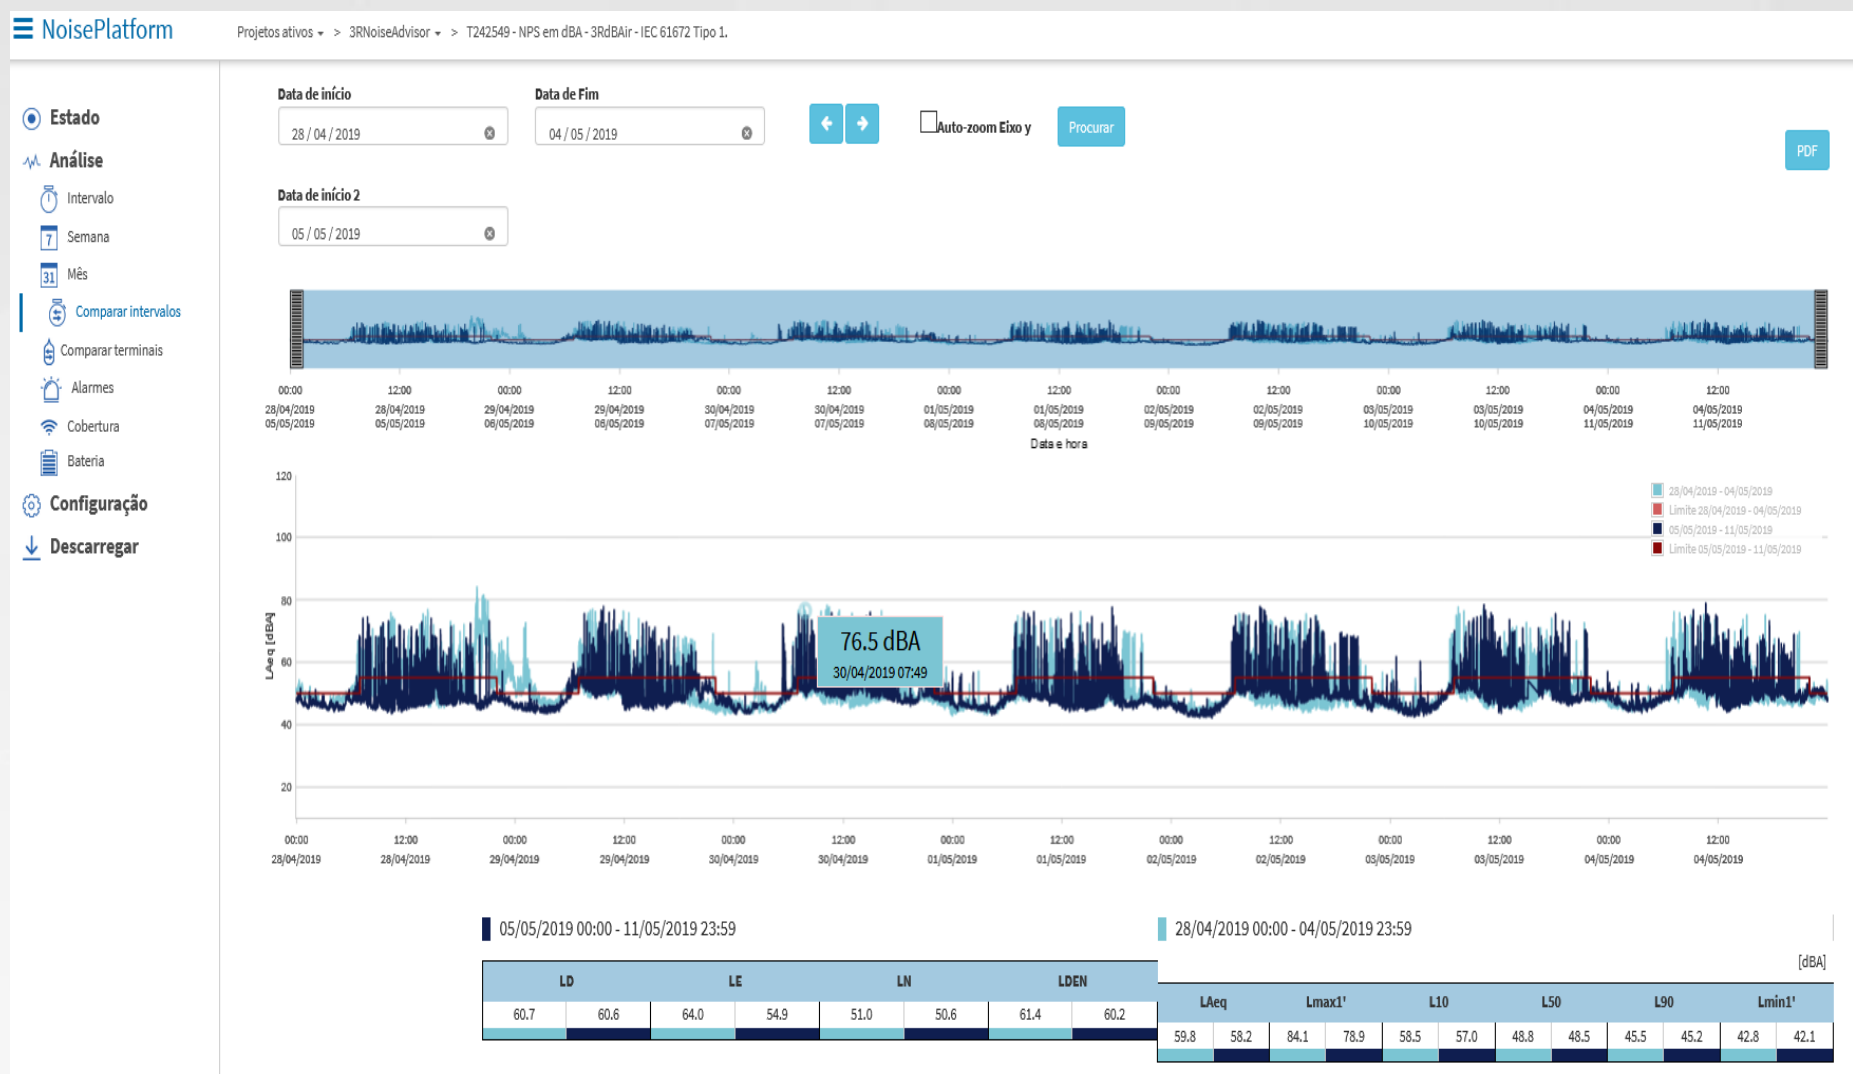 NoisePlatform
Projetos ativos > 3RNoiseAdvisor > T242549 - NPS em dBA - 3RdBAir - IEC 61672 Tipo 1.
Estado
Análise
Intervalo
7 Semana
31 Mês
Comparar intervalos
Comparar terminais
Alarmes
Cobertura
Bateria
Configuração
Descarregar
Data de início
28 / 04 / 2019
Data de Fim
04 / 05 / 2019
Auto-zoom Eixo y
Procurar
PDF
Data de início 2
05 / 05 / 2019
00:00 12:00 00:00 12:00 00:00 12:00 00:00 12:00 00:00 12:00 00:00 12:00 00:00 12:00
28/04/2019 28/04/2019 29/04/2019 29/04/2019 30/04/2019 30/04/2019 01/05/2019 01/05/2019 02/05/2019 02/05/2019 03/05/2019 03/05/2019 04/05/2019 04/05/2019
05/05/2019 05/05/2019 06/05/2019 06/05/2019 07/05/2019 07/05/2019 08/05/2019 08/05/2019 09/05/2019 09/05/2019 10/05/2019 10/05/2019 11/05/2019 11/05/2019
Data e hora
120
100
80
60
40
20
LAeq [dBA]
28/04/2019 - 04/05/2019
Limite 28/04/2019 - 04/05/2019
05/05/2019 - 11/05/2019
Limite 05/05/2019 - 11/05/2019
76.5 dBA
30/04/2019 07:49
00:00 12:00 00:00 12:00 00:00 12:00 00:00 12:00 00:00 12:00 00:00 12:00 00:00 12:00
28/04/2019 28/04/2019 29/04/2019 29/04/2019 30/04/2019 30/04/2019 01/05/2019 01/05/2019 02/05/2019 02/05/2019 03/05/2019 03/05/2019 04/05/2019 04/05/2019
05/05/2019 00:00 - 11/05/2019 23:59
LD LE LN LDEN
60.7 60.6 64.0 54.9 51.0 50.6 61.4 60.2
28/04/2019 00:00 - 04/05/2019 23:59
[dBA]
LAeq Lmax1' L10 L50 L90 Lmin1'
59.8 58.2 84.1 78.9 58.5 57.0 48.8 48.5 45.5 45.2 42.8 42.1